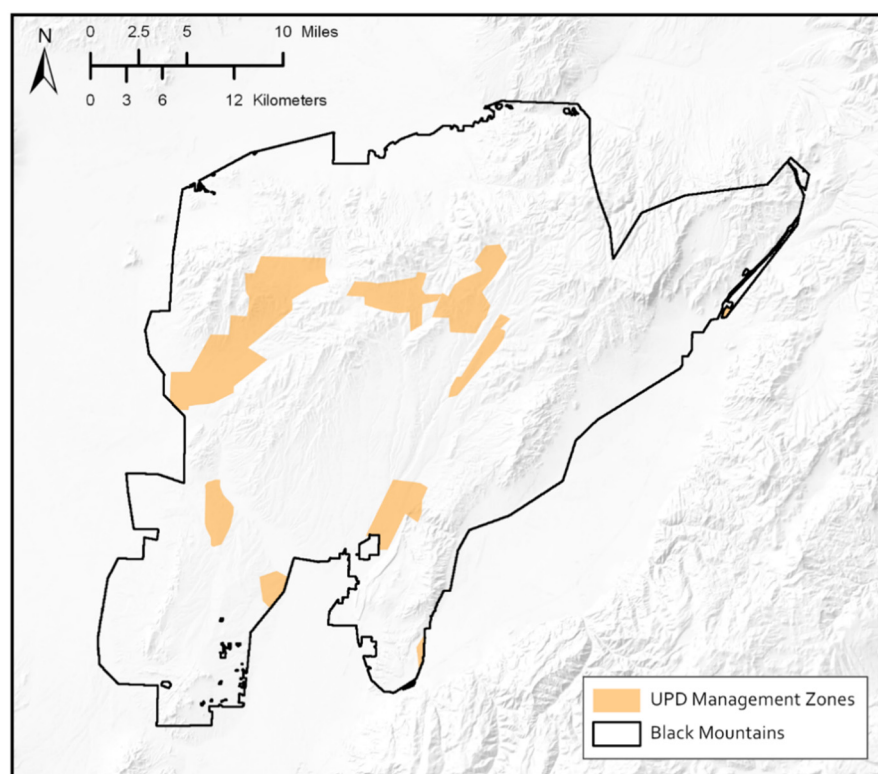 N
0 2.5 5 10 Miles
0 3 6 12 Kilometers
UPD Management Zones
Black Mountains